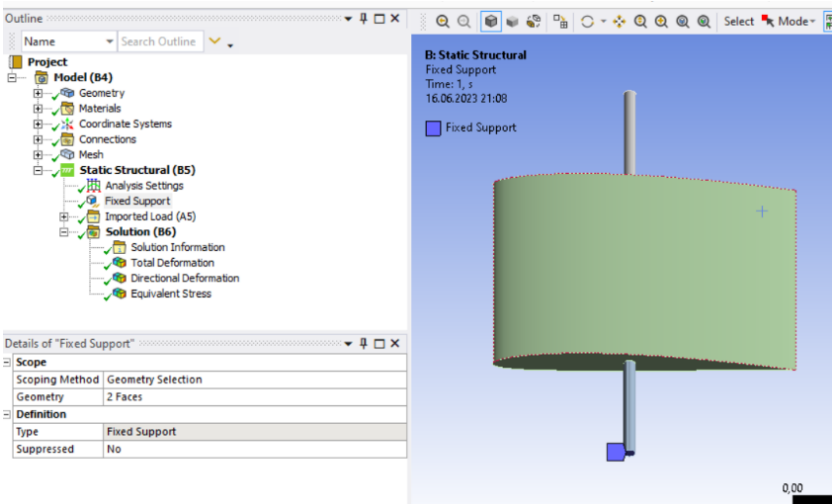 Outline
Name Search Outline
Project
Model (B4)
Geometry
Materials
Coordinate Systems
Connections
Mesh
Static Structural (B5)
Analysis Settings
Fixed Support
Imported Load (A5)
Solution (B6)
Solution Information
Total Deformation
Directional Deformation
Equivalent Stress
Details of "Fixed Support"
Scope
Scoping Method Geometry Selection
Geometry 2 Faces
Definition
Type Fixed Support
Suppressed No
Select Mode
B: Static Structural
Fixed Support
Time: 1, s
16.06.2023 21:08
Fixed Support
0,00